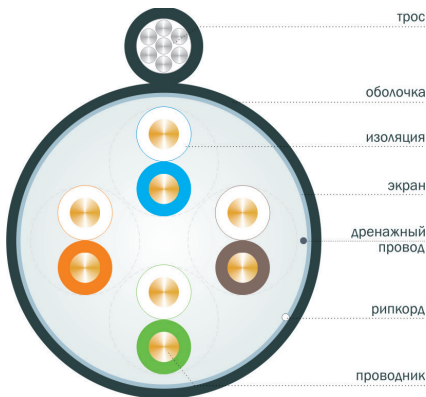 трос
оболочка
изоляция
экран
дренажный
провод
рипкорд
проводник